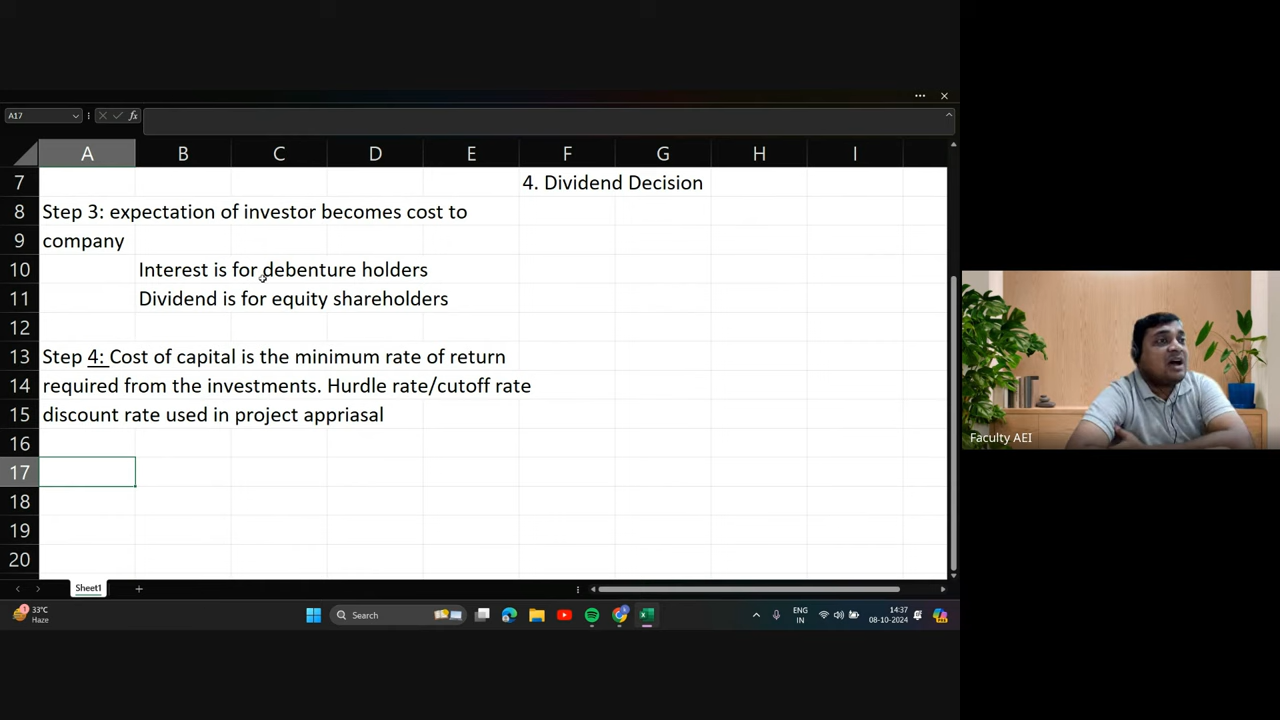 A17
fx
A B C D E F G H I
7 4. Dividend Decision
8 Step 3: expectation of investor becomes cost to
9 company
10 Interest is for debenture holders
11 Dividend is for equity shareholders
12
13 Step 4: Cost of capital is the minimum rate of return
14 required from the investments. Hurdle rate/cutoff rate
15 discount rate used in project appriasal
16
17
18
19
20
Faculty AEI
Sheet1
1 33°C
Haze
Search
ENG
IN
14:37
08-10-2024